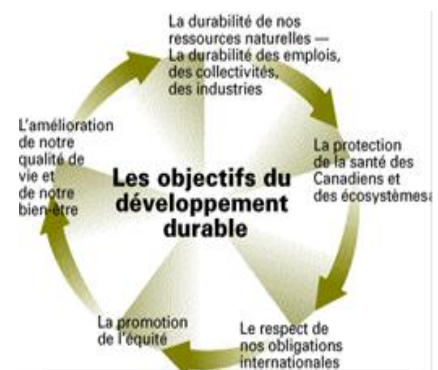 La durabilité de nos
ressources naturelles —
La durabilité des emplois,
des collectivités,
des industries
La protection
de la santé des
Canadiens et
des écosystèmes
Le respect de
nos obligations
internationales
La promotion
de l'équité
L'amélioration
de notre
qualité de
vie et
de notre
bien-être
Les objectifs du
développement
durable